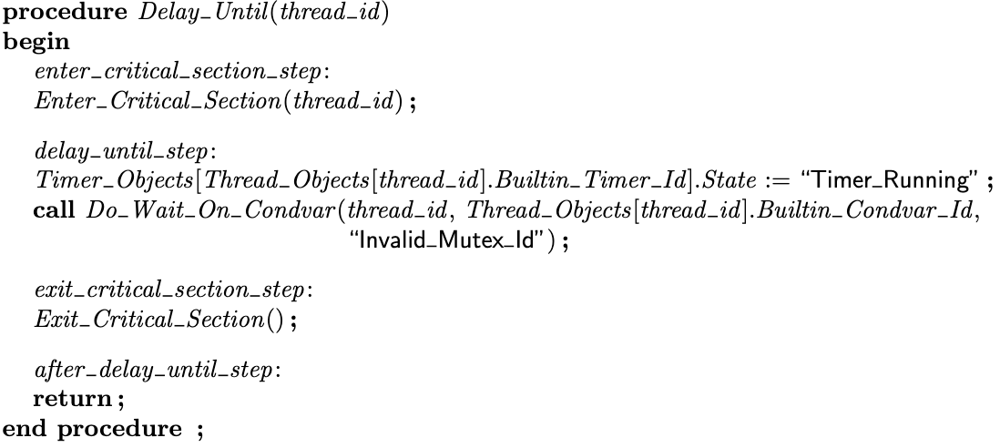 procedure Delay_Until(thread_id)
begin
enter_critical_section_step:
Enter_Critical_Section(thread_id);
delay_until_step:
Timer_Objects[Thread_Objects[thread_id].Builtin_Timer_Id].State := “Timer_Running” ;
call Do_Wait_On_Condvar(thread_id, Thread_Objects[thread_id].Builtin_Condvar_Id,
“Invalid_Mutex_Id”);
exit_critical_section_step:
Exit_Critical_Section();
after_delay_until_step:
return;
end procedure ;